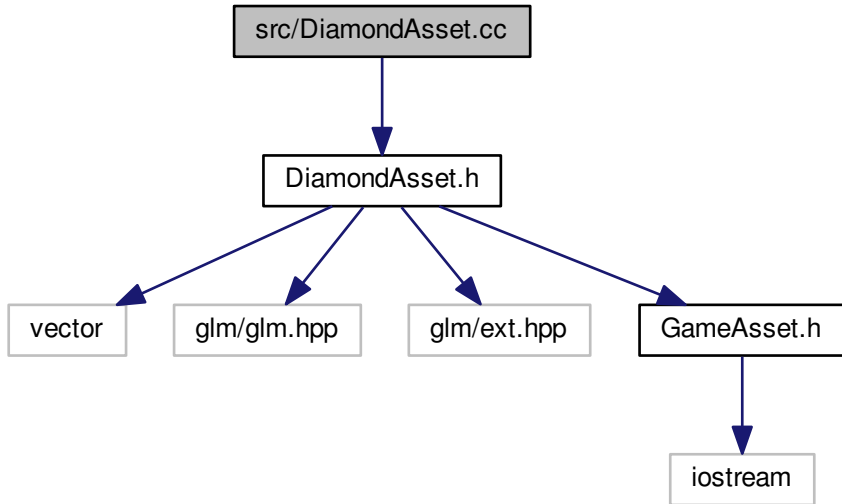 src/DiamondAsset.cc
DiamondAsset.h
vector
glm/glm.hpp
glm/ext.hpp
GameAsset.h
iostream